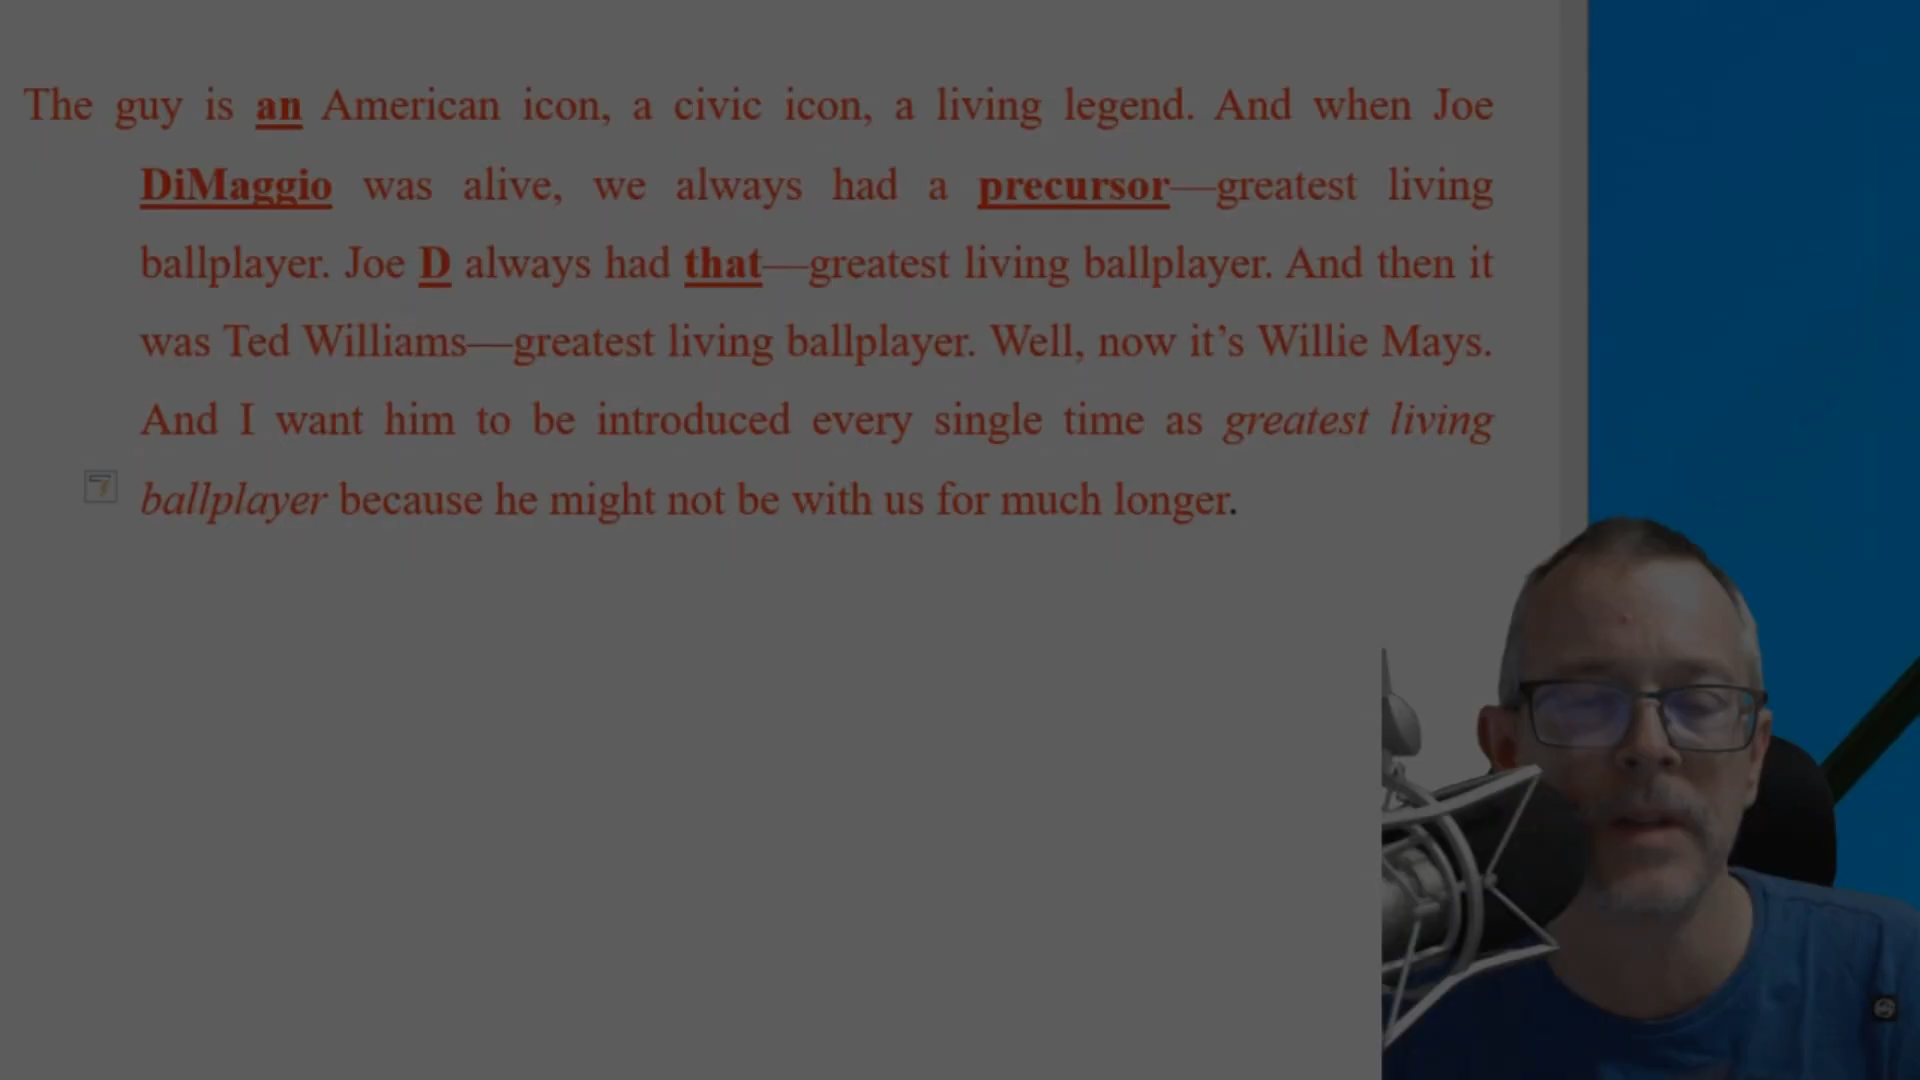 The guy is an American icon, a civic icon, a living legend. And when Joe
DiMaggio was alive, we always had a precursor—greatest living
ballplayer. Joe D always had that—greatest living ballplayer. And then it
was Ted Williams—greatest living ballplayer. Well, now it’s Willie Mays.
And I want him to be introduced every single time as greatest living
ballplayer because he might not be with us for much longer.